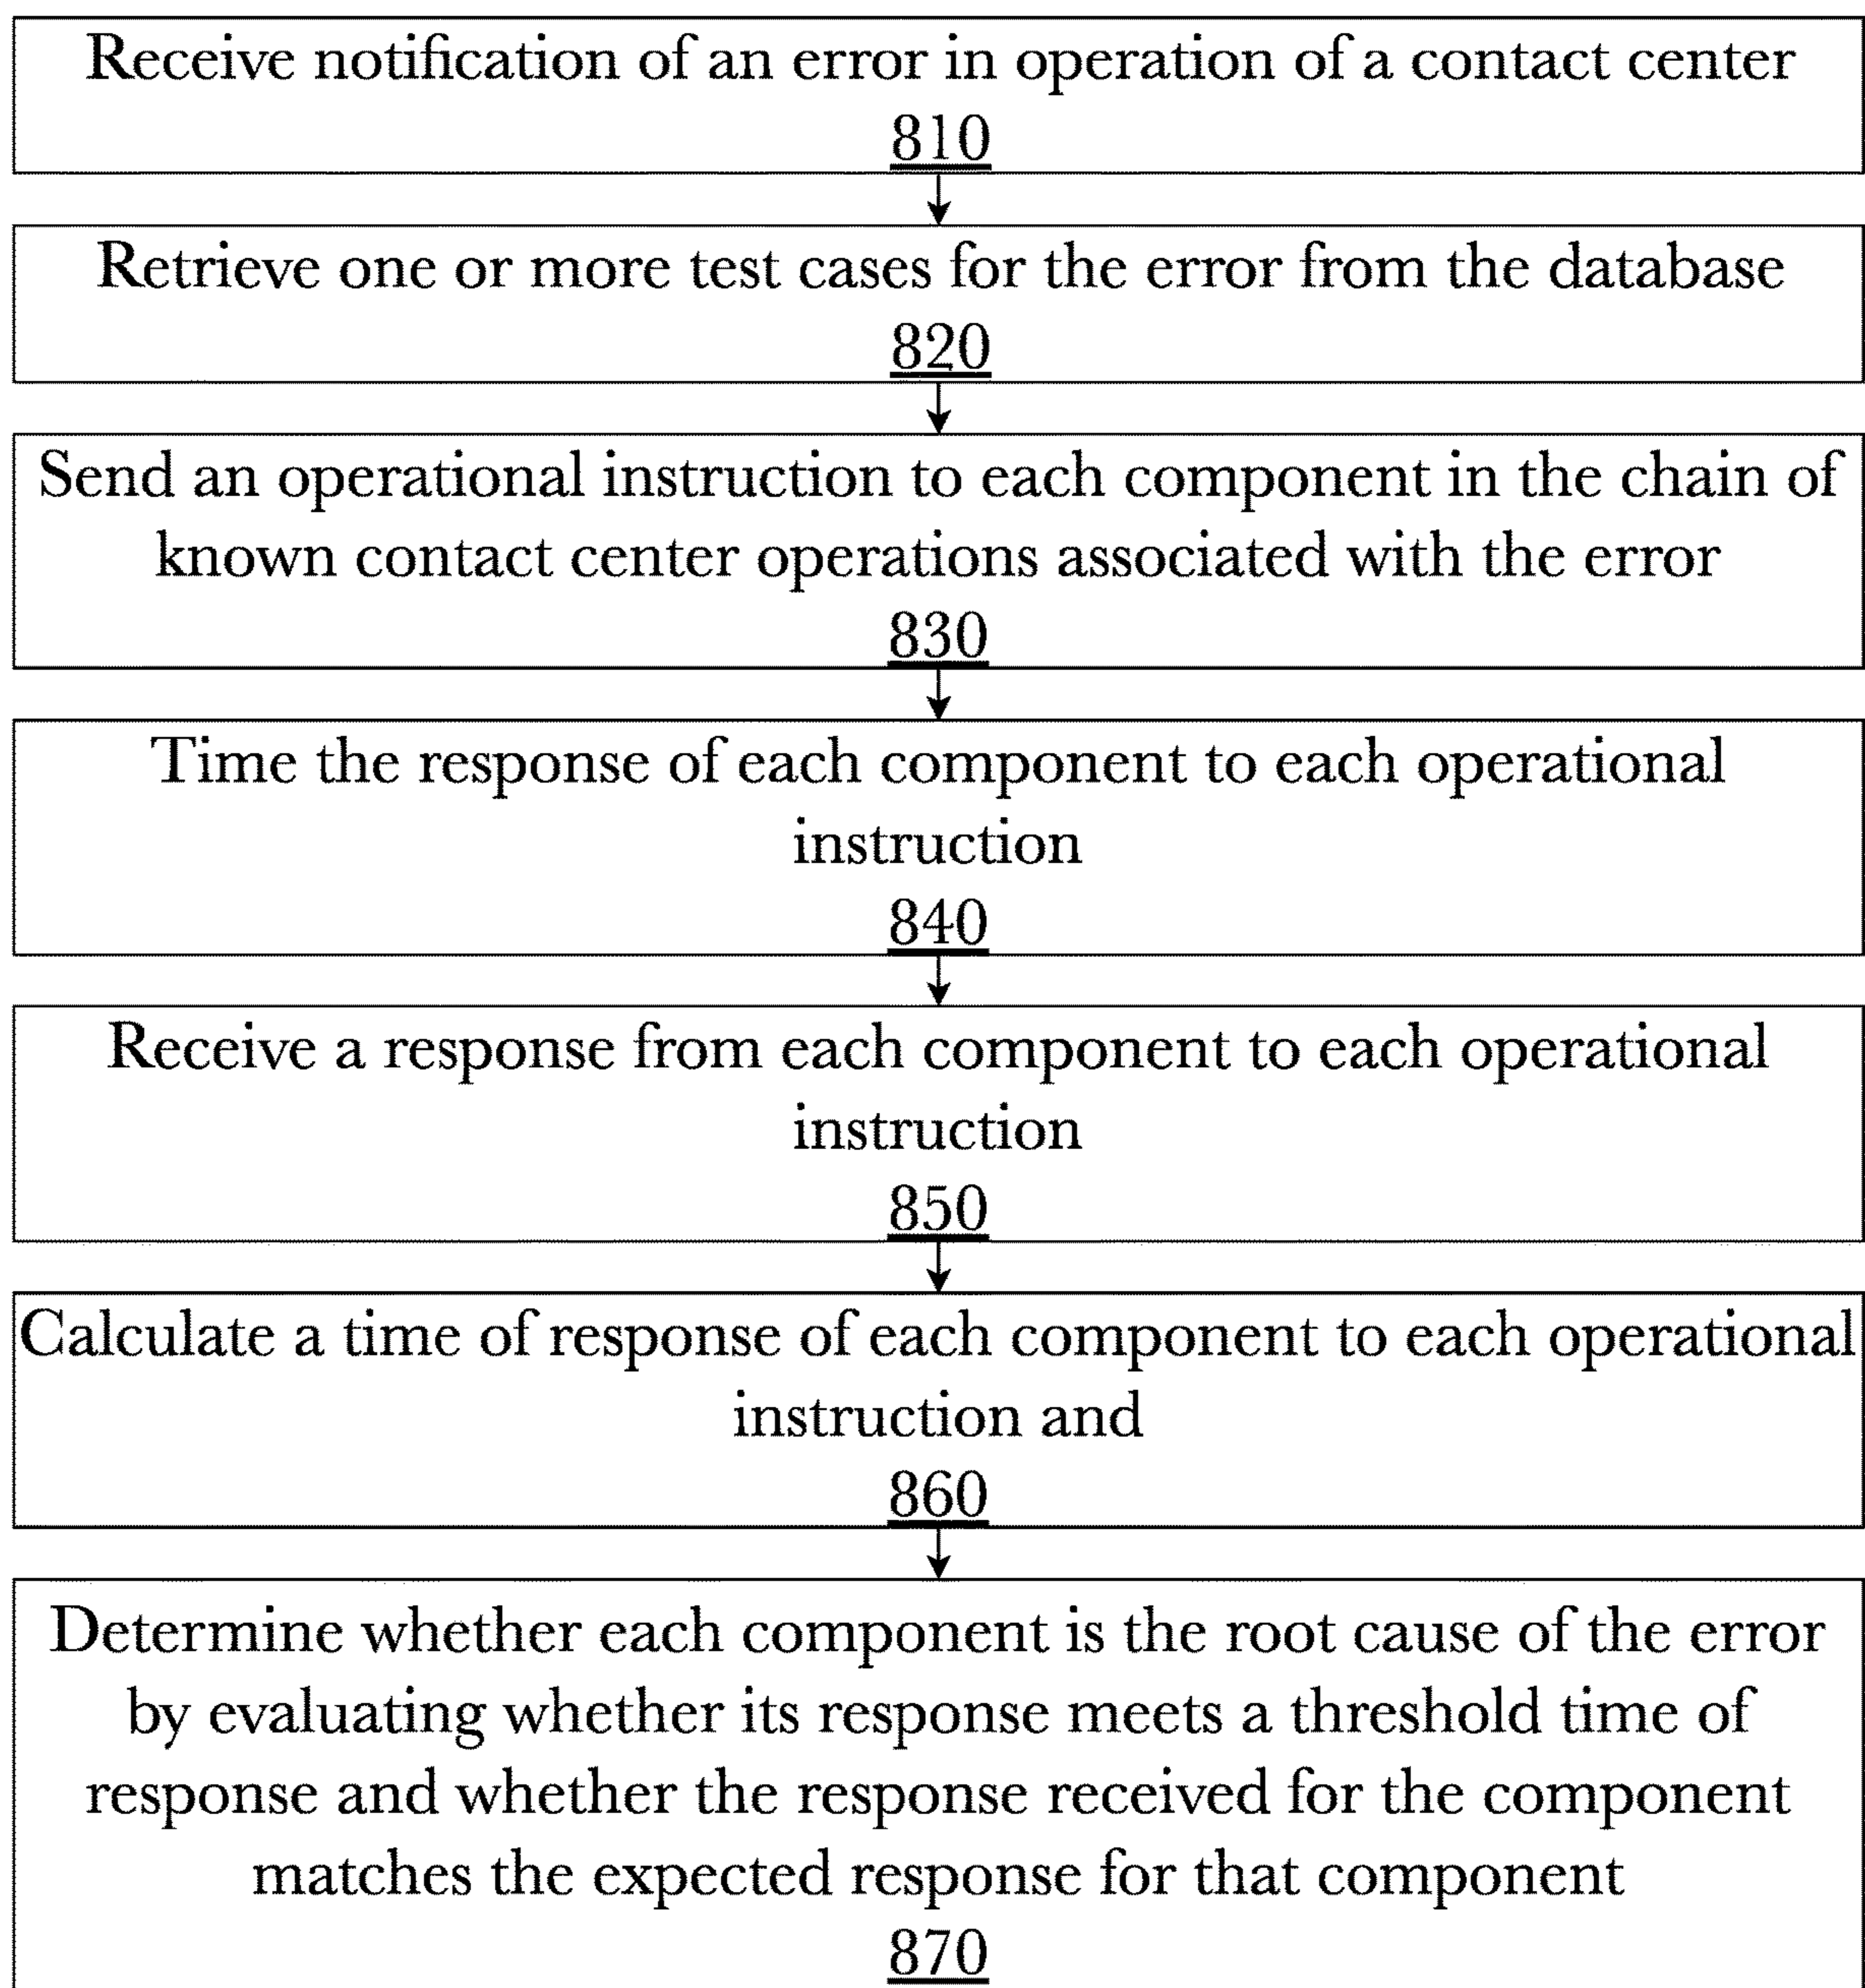 Receive notification of an error in operation of a contact center
810
Retrieve one or more test cases for the error from the database
820
Send an operational instruction to each component in the chain of
known contact center operations associated with the error
830
Time the response of each component to each operational
instruction
840
Receive a response from each component to each operational
instruction
850
Calculate a time of response of each component to each operational
instruction and
860
Determine whether each component is the root cause of the error
by evaluating whether its response meets a threshold time of
response and whether the response received for the component
matches the expected response for that component
870